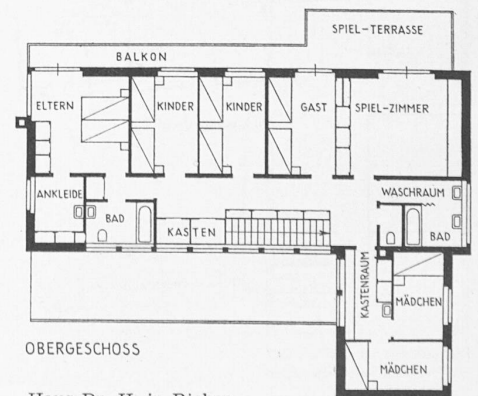 SPIEL-TERRASSE
BALKON
ELTERN
KINDER
KINDER
GAST
SPIEL-ZIMMER
ANKLEIDE
WASCHRAUM
BAD
KASTEN
BAD
KASTENRAUM
MÄDCHEN
OBERGESCHOSS
MÄDCHEN